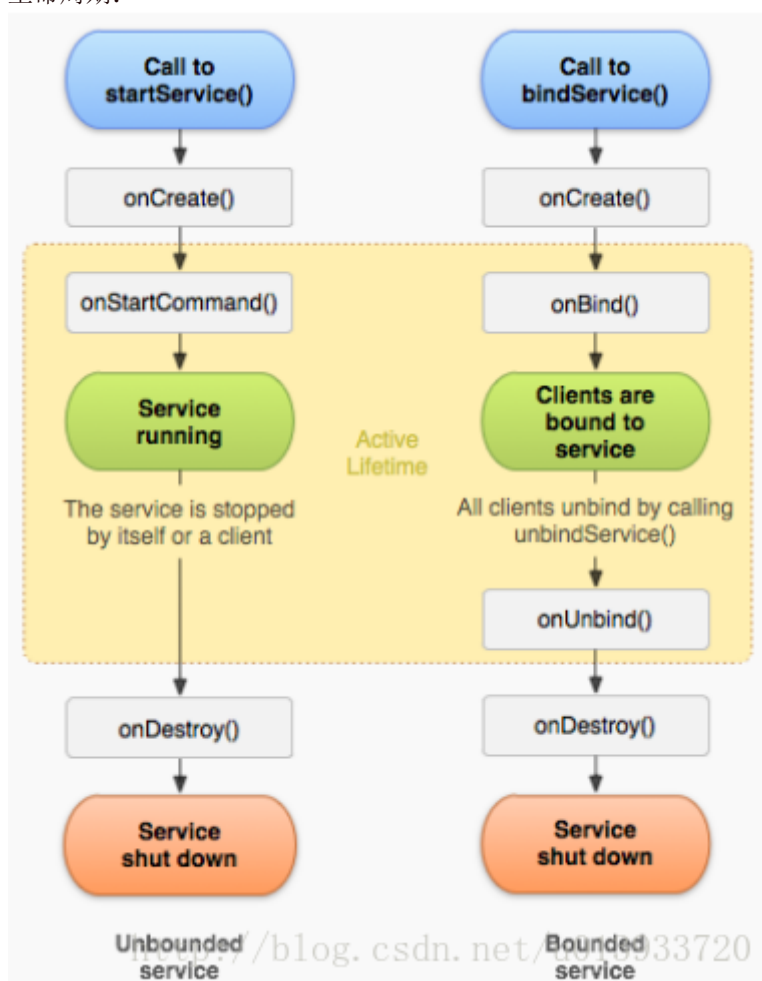 Call to
startService()
onCreate()
onStartCommand()
Service
running
The service is stopped
by itself or a client
onDestroy()
Service
shut down
Unbounded
service
Active
Lifetime
Call to
bindService()
onCreate()
onBind()
Clients are
bound to
service
All clients unbind by calling
unbindService()
onUnbind()
onDestroy()
Service
shut down
Bounded
service